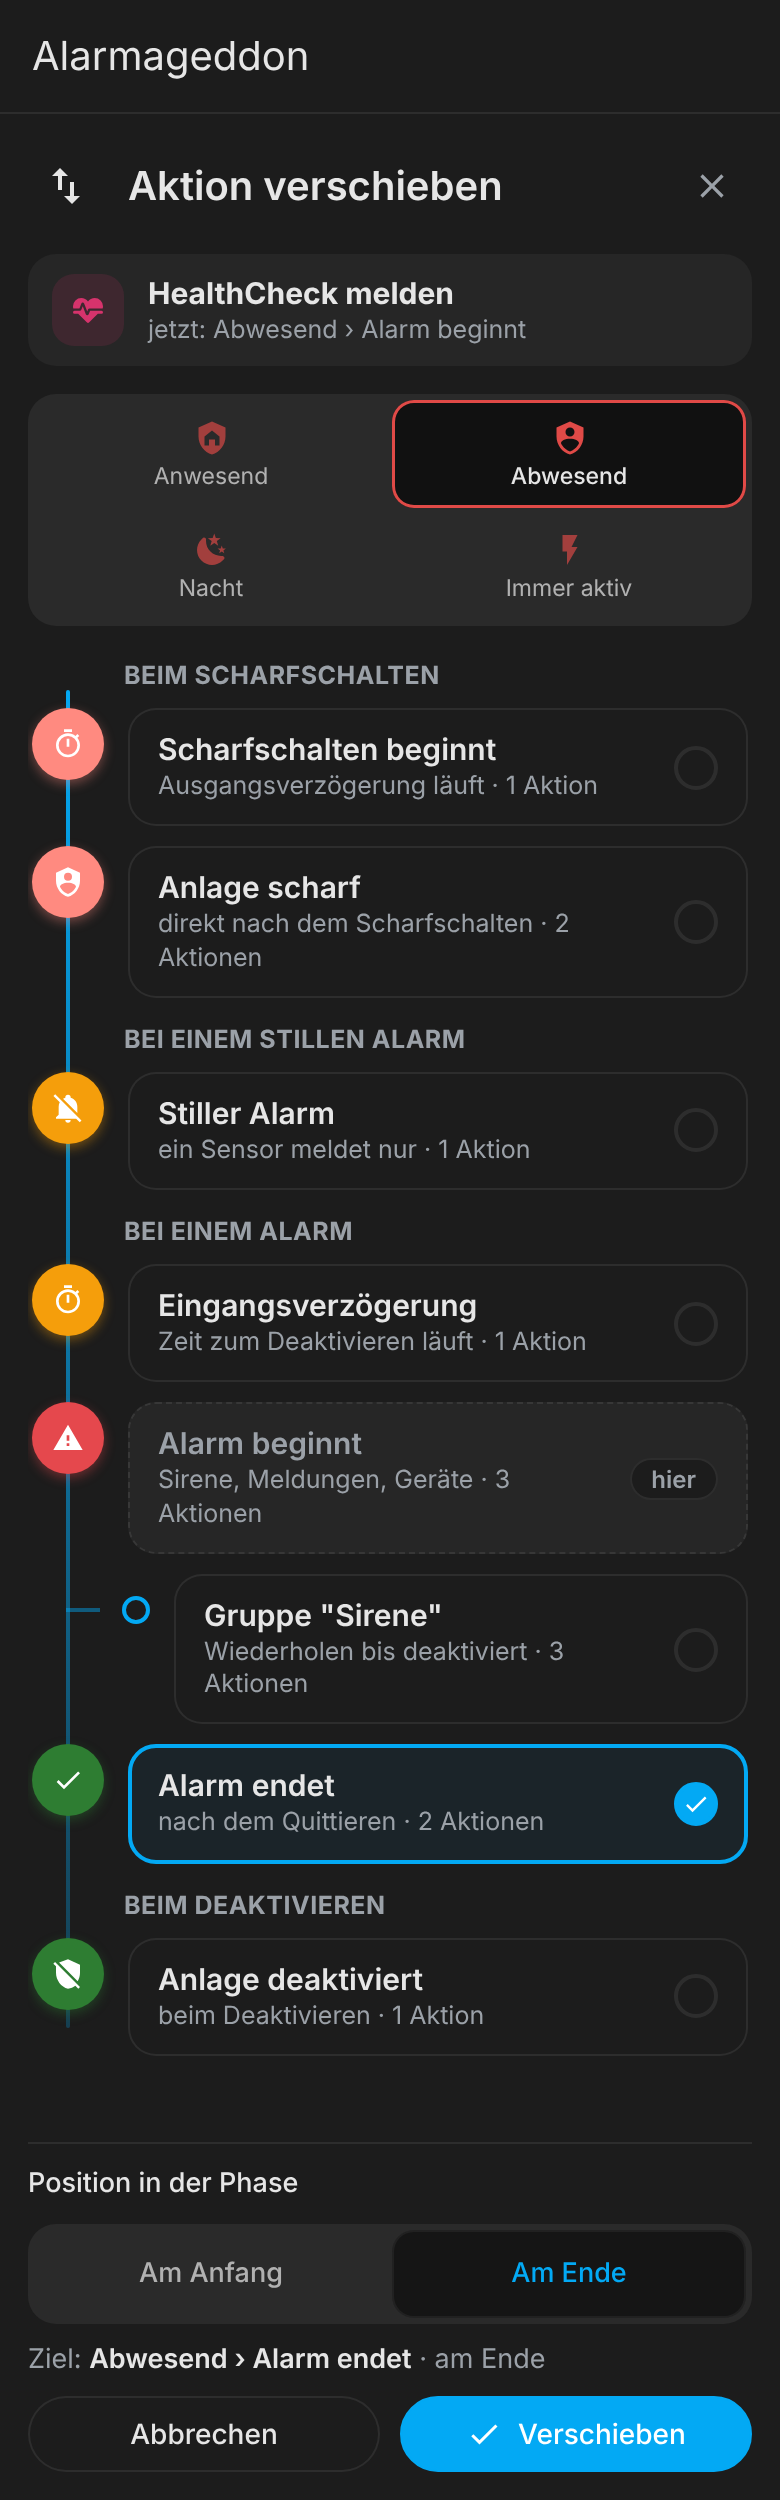 Alarmageddon
Aktion verschieben
HealthCheck melden
jetzt: Abwesend › Alarm beginnt
Anwesend
Abwesend
Nacht
Immer aktiv
BEIM SCHARFSCHALTEN
Scharfschalten beginnt
Ausgangsverzögerung läuft · 1 Aktion
Anlage scharf
direkt nach dem Scharfschalten · 2
Aktionen
BEI EINEM STILLEN ALARM
Stiller Alarm
ein Sensor meldet nur · 1 Aktion
BEI EINEM ALARM
Eingangsverzögerung
Zeit zum Deaktivieren läuft · 1 Aktion
Alarm beginnt
Sirene, Meldungen, Geräte · 3
Aktionen
hier
Gruppe "Sirene"
Wiederholen bis deaktiviert · 3
Aktionen
Alarm endet
nach dem Quittieren · 2 Aktionen
BEIM DEAKTIVIEREN
Anlage deaktiviert
beim Deaktivieren · 1 Aktion
Position in der Phase
Am Anfang
Am Ende
Ziel: Abwesend › Alarm endet · am Ende
Abbrechen
Verschieben